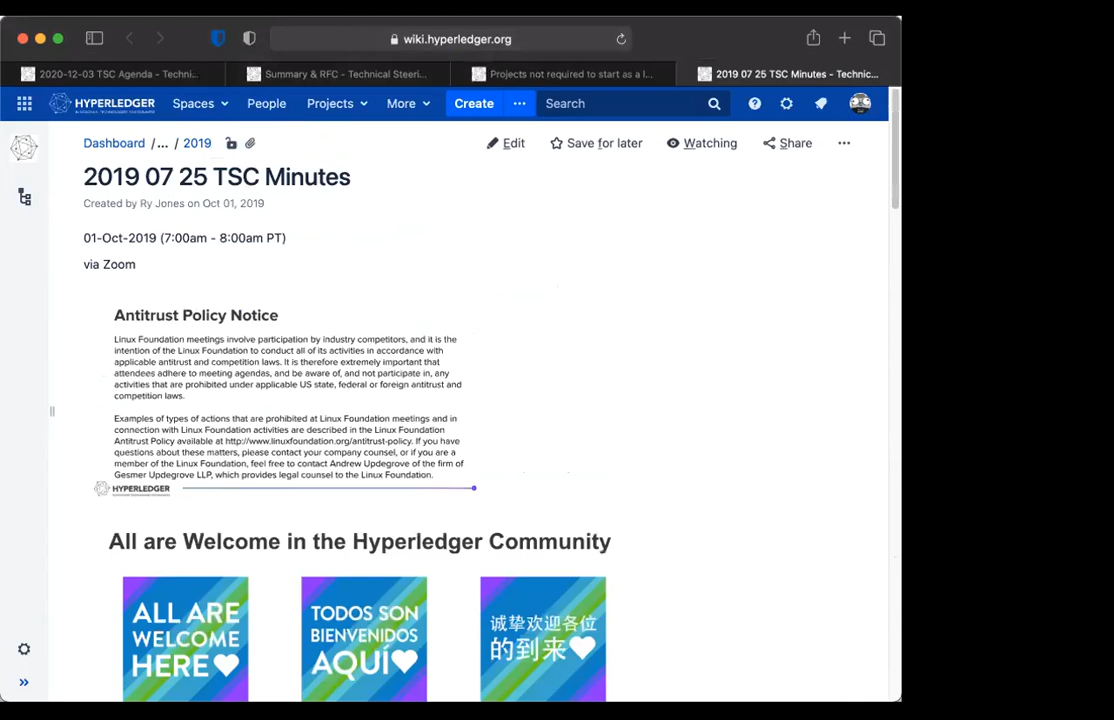 wiki.hyperledger.org
2020-12-03 TSC Agenda - Techni...
Summary & RFC - Technical Steeri...
Projects not required to start as a l...
2019 07 25 TSC Minutes - Technic...
HYPERLEDGER
Spaces
People
Projects
More
Create
Search
Dashboard /... / 2019
Edit
Save for later
Watching
Share
2019 07 25 TSC Minutes
Created by Ry Jones on Oct 01, 2019
01-Oct-2019 (7:00am - 8:00am PT)
via Zoom
Antitrust Policy Notice
Linux Foundation meetings involve participation by industry competitors, and it is the
intention of the Linux Foundation to conduct all of its activities in accordance with
applicable antitrust and competition laws. It is therefore extremely important that
attendees adhere to meeting agendas, and be aware of, and not participate in, any
activities that are prohibited under applicable US state, federal or foreign antitrust and
competition laws.
Examples of types of actions that are prohibited at Linux Foundation meetings and in
connection with Linux Foundation activities are described in the Linux Foundation
Antitrust Policy available at http://www.linuxfoundation.org/antitrust-policy. If you have
questions about these matters, please contact your company counsel, or if you are a
member of the Linux Foundation, feel free to contact Andrew Updegrove of the firm of
Gesmer Updegrove LLP, which provides legal counsel to the Linux Foundation.
HYPERLEDGER
All are Welcome in the Hyperledger Community
ALL ARE
WELCOME
HERE
TODOS SON
BIENVENIDOS
AQUÍ
诚挚欢迎各位
的到来